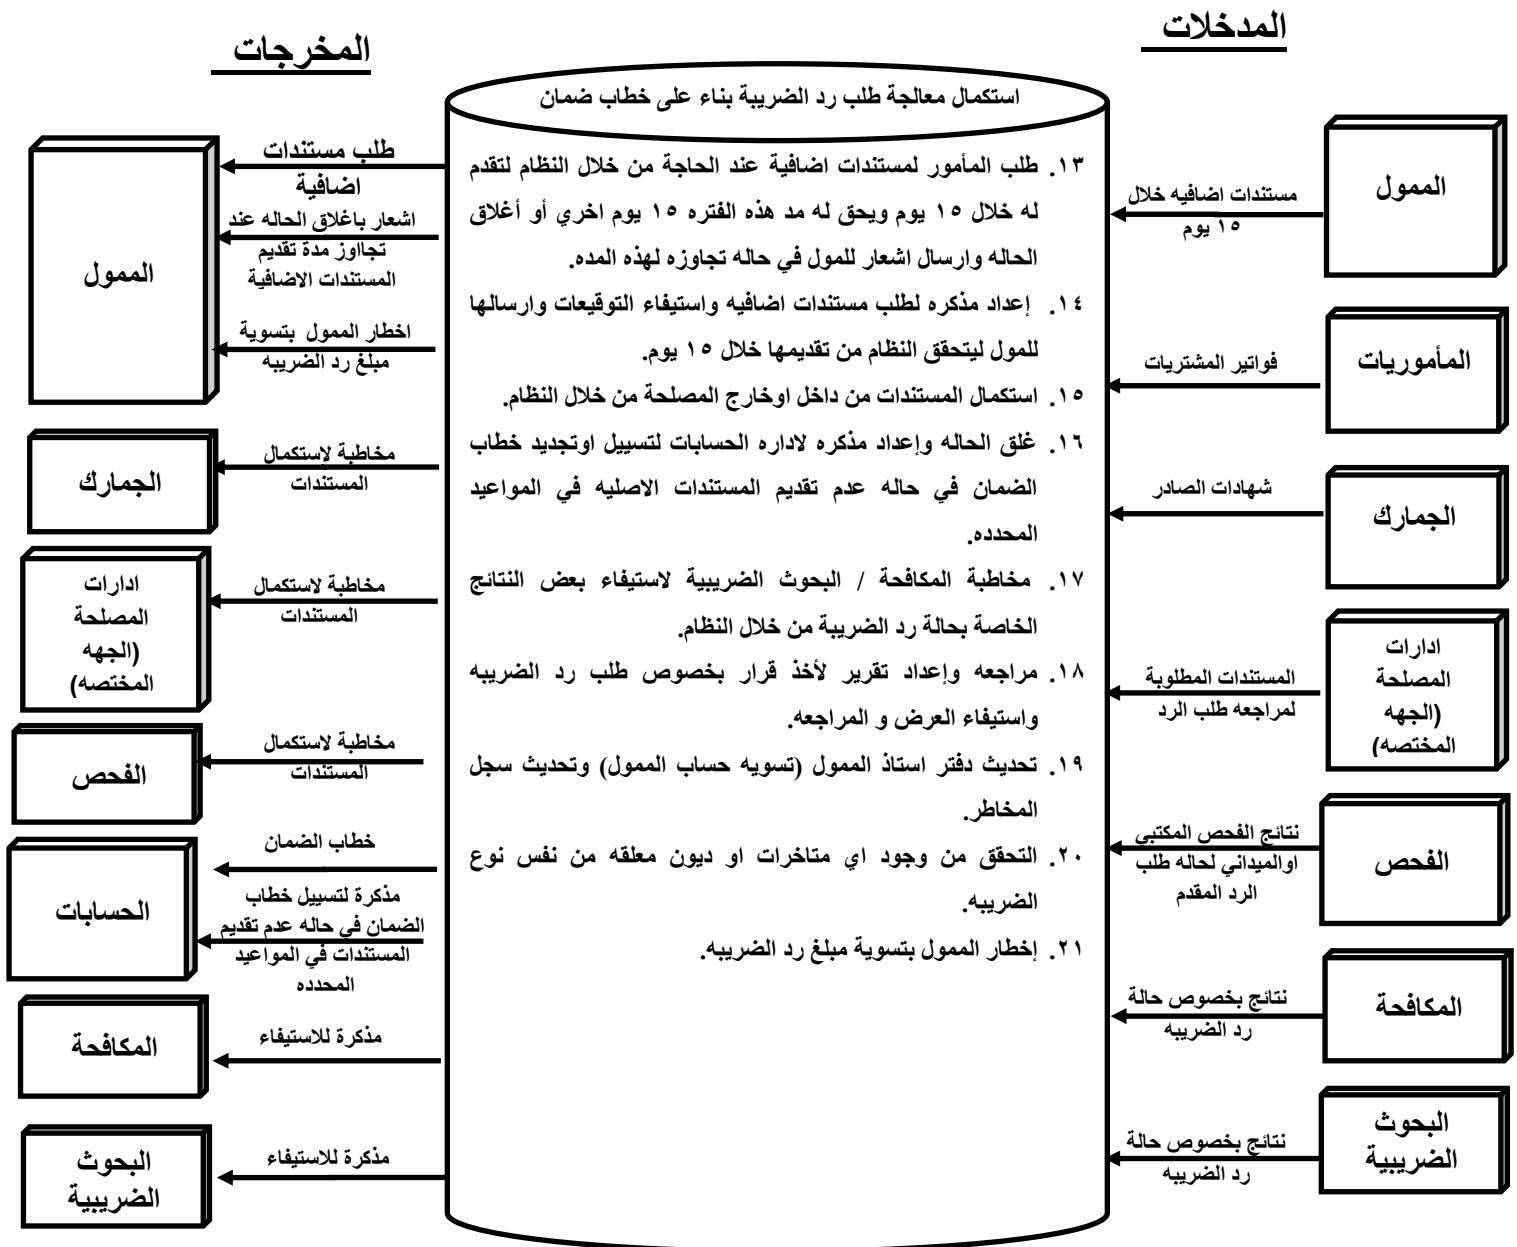 المدخلات
المخرجات
استكمال معالجة طلب رد الضريبة بناء على خطاب ضمان
الممول
مستندات اضافيه خلال
١٥ يوم
المأموريات
فواتير المشتريات
الجمارك
شهادات الصادر
ادارات
المصلحة
(الجهه
المختصه)
المستندات المطلوبة
لمراجعه طلب الرد
الفحص
نتائج الفحص المكتبي
اوالميداني لحاله طلب
الرد المقدم
المكافحة
نتائج بخصوص حالة
رد الضريبه
البحوث
الضريبية
نتائج بخصوص حالة
رد الضريبه
١٣. طلب المأمور لمستندات اضافية عند الحاجة من خلال النظام لتقدم
له خلال ١٥ يوم ويحق له مد هذه الفتره ١٥ يوم اخري أو أغلاق
الحاله وارسال اشعار للمول في حاله تجاوزه لهذه المده.
١٤. إعداد مذكره لطلب مستندات اضافيه واستيفاء التوقيعات وارسالها
للمول ليتحقق النظام من تقديمها خلال ١٥ يوم.
١٥. استكمال المستندات من داخل اوخارج المصلحة من خلال النظام.
١٦. غلق الحاله وإعداد مذكره لاداره الحسابات لتسييل اوتجديد خطاب
الضمان في حاله عدم تقديم المستندات الاصليه في المواعيد
المحدده.
١٧. مخاطبة المكافحة / البحوث الضريبية لاستيفاء بعض النتائج
الخاصة بحالة رد الضريبة من خلال النظام.
١٨. مراجعه وإعداد تقرير لأخذ قرار بخصوص طلب رد الضريبه
واستيفاء العرض و المراجعه.
١٩. تحديث دفتر استاذ الممول (تسويه حساب الممول) وتحديث سجل
المخاطر.
٢٠. التحقق من وجود اي متاخرات او ديون معلقه من نفس نوع
الضريبه.
٢١. إخطار الممول بتسوية مبلغ رد الضريبه.
طلب مستندات
اضافية
اشعار باغلاق الحاله عند
تجااوز مدة تقديم
المستندات الاضافية
اخطار الممول بتسوية
مبلغ رد الضريبه
الممول
مخاطبة لاستكمال
المستندات
الجمارك
مخاطبة لاستكمال
المستندات
ادارات
المصلحة
(الجهه
المختصه)
مخاطبة لاستكمال
المستندات
الفحص
خطاب الضمان
مذكرة لتسييل خطاب
الضمان في حاله عدم تقديم
المستندات في المواعيد
المحدده
الحسابات
مذكرة للاستيفاء
المكافحة
مذكرة للاستيفاء
البحوث
الضريبية